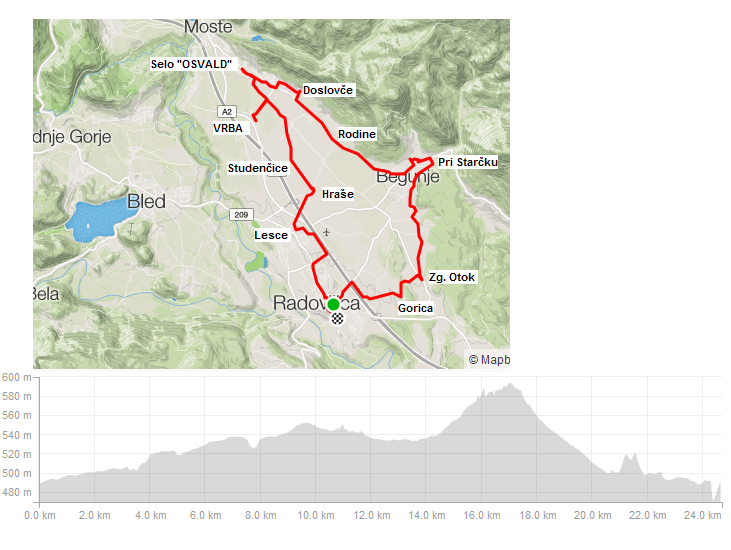 Moste
Selo "OSVALD"
Doslovče
A2
VRBA
Rodine
dnje Gorje
Pri Starčku
Studenčice
Begunje
Hraše
Bled
209
Lesce
Zg. Otok
Bela
Gorica
© Mapb
600 m
580 m
560 m
540 m
520 m
500 m
480 m
0.0 km 2.0 km 4.0 km 6.0 km 8.0 km 10.0 km 12.0 km 14.0 km 16.0 km 18.0 km 20.0 km 22.0 km 24.0 km